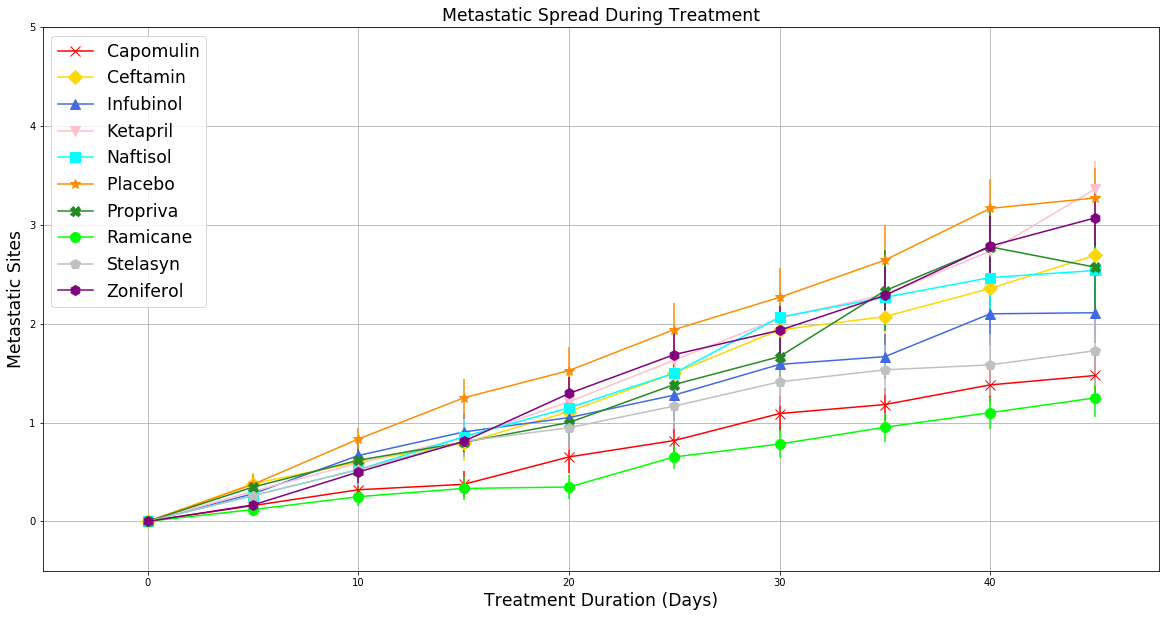 Metastatic Spread During Treatment
Metastatic Sites
5
4
3
2
1
0
Capomulin
Ceftamin
Infubinol
Ketapril
Naftisol
Placebo
Propriva
Ramicane
Stelasyn
Zoniferol
0 10 20 30 40
Treatment Duration (Days)